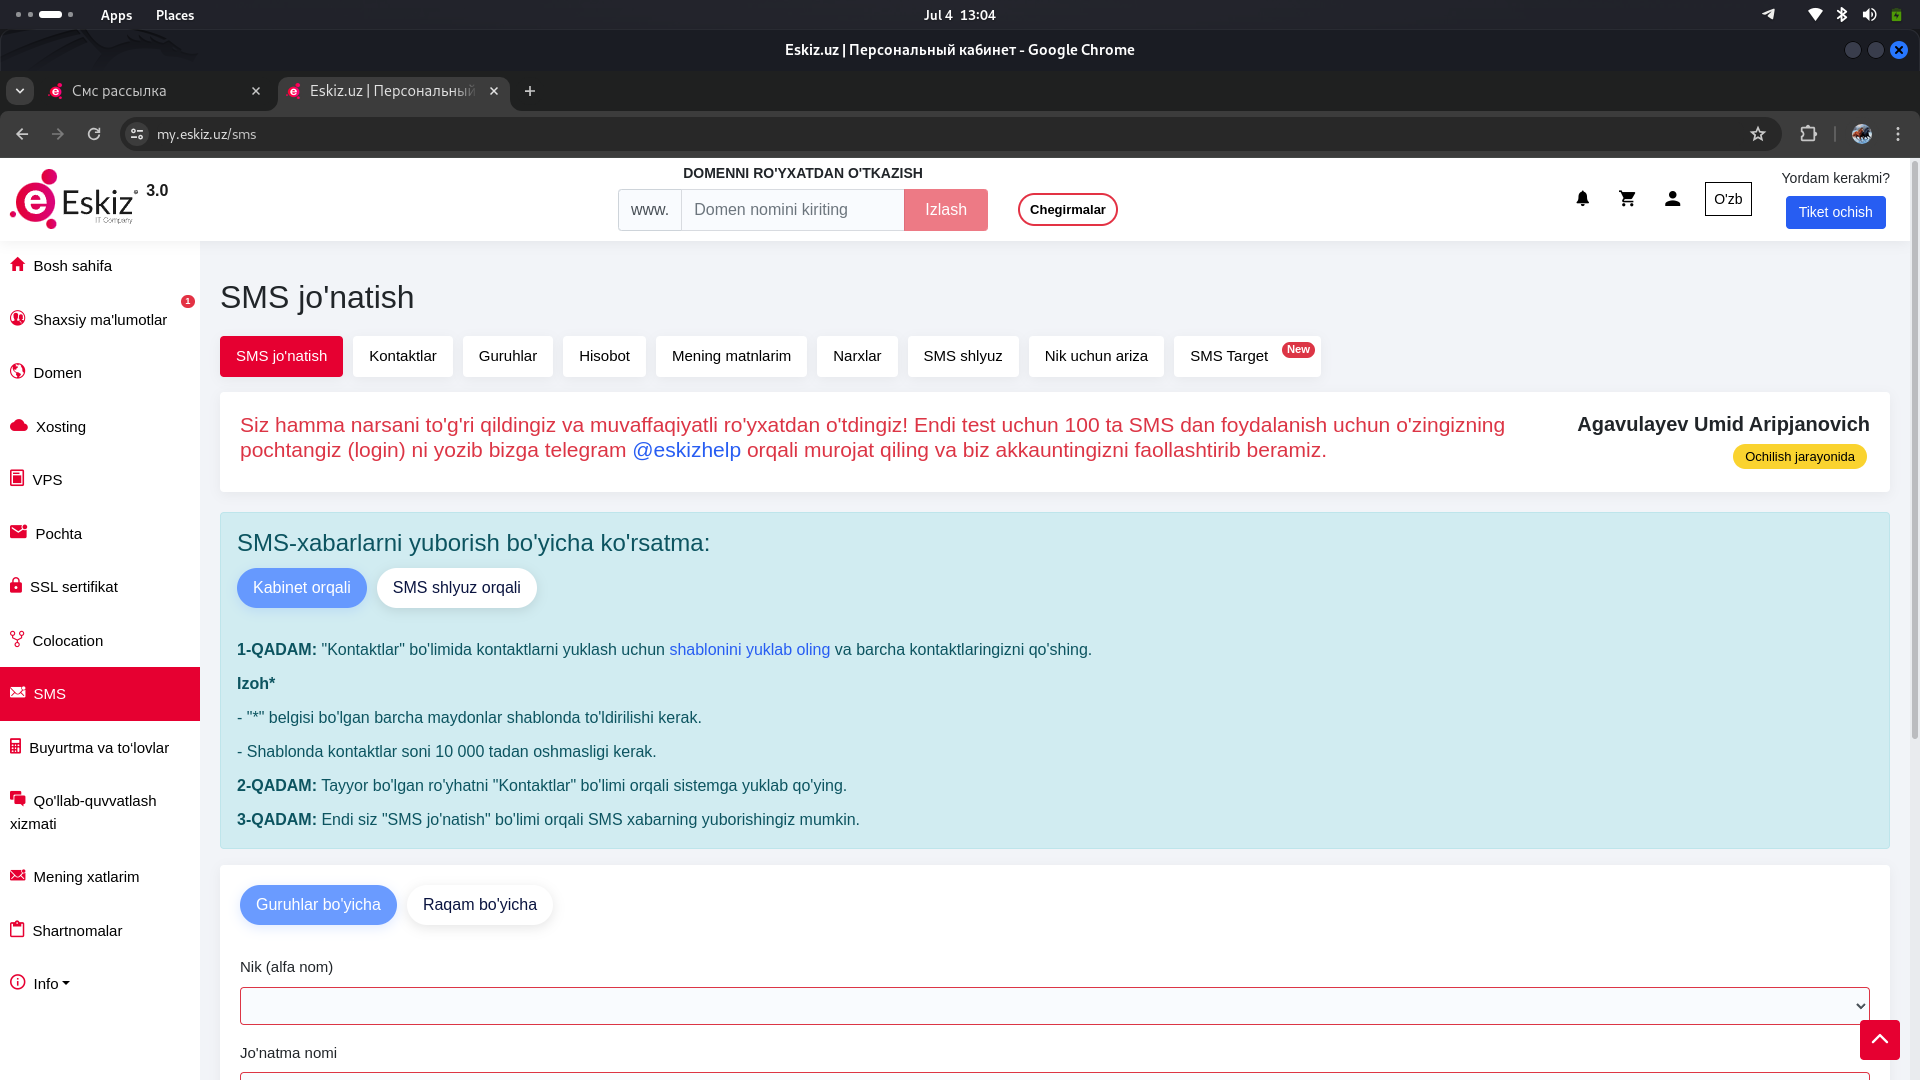 Apps Places Jul 4 13:04
Eskiz.uz | Персональный кабинет - Google Chrome
Смс рассылка
Eskiz.uz | Персональный
my.eskiz.uz/sms
e Eskiz 3.0
IT Company
DOMENNI RO'YXATDAN O'TKAZISH
www. Domen nomini kiriting Izlash
Chegirmalar
O'zb
Yordam kerakmi?
Tiket ochish
Bosh sahifa
1
Shaxsiy ma'lumotlar
Domen
Xosting
VPS
Pochta
SSL sertifikat
Colocation
SMS
Buyurtma va to'lovlar
Qo'llab-quvvatlash
xizmati
Mening xatlarim
Shartnomalar
Info
SMS jo'natish
SMS jo'natish Kontaktlar Guruhlar Hisobot Mening matnlarim Narxlar SMS shlyuz Nik uchun ariza SMS Target New
Siz hamma narsani to'g'ri qildingiz va muvaffaqiyatli ro'yxatdan o'tdingiz! Endi test uchun 100 ta SMS dan foydalanish uchun o'zingizning
pochtangiz (login) ni yozib bizga telegram @eskizhelp orqali murojat qiling va biz akkauntingizni faollashtirib beramiz.
Agavulayev Umid Aripjanovich
Ochilish jarayonida
SMS-xabarlarni yuborish bo'yicha ko'rsatma:
Kabinet orqali SMS shlyuz orqali
1-QADAM: "Kontaktlar" bo'limida kontaktlarni yuklash uchun shablonini yuklab oling va barcha kontaktlaringizni qo'shing.
Izoh*
- "*" belgisi bo'lgan barcha maydonlar shablonda to'ldirilishi kerak.
- Shablonda kontaktlar soni 10 000 tadan oshmasligi kerak.
2-QADAM: Tayyor bo'lgan ro'yhatni "Kontaktlar" bo'limi orqali sistemga yuklab qo'ying.
3-QADAM: Endi siz "SMS jo'natish" bo'limi orqali SMS xabarning yuborishingiz mumkin.
Guruhlar bo'yicha Raqam bo'yicha
Nik (alfa nom)
Jo'natma nomi